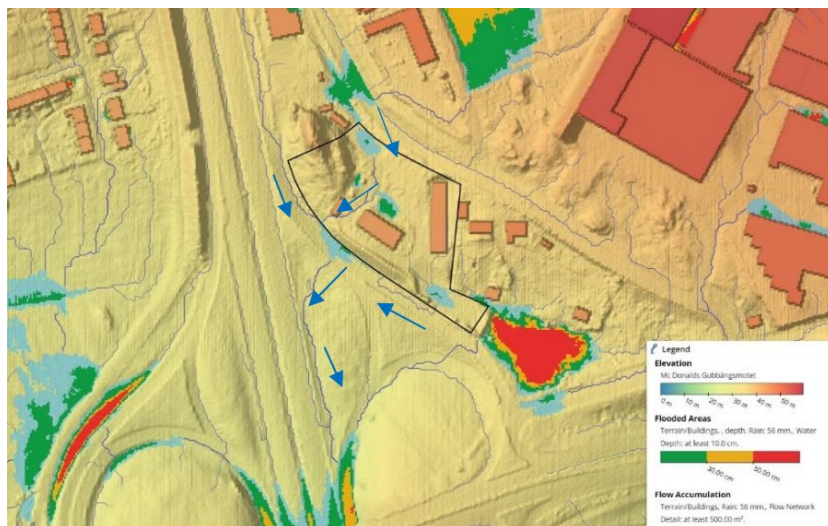 Legend
Elevation
Mc Donalds Gubbängsmotet
0 m 10 m 20 m 30 m 40 m 50 m
Flooded Areas
Terrain/Buildings, , depth. Rain: 56 mm., Water
Depth: at least 10.0 cm.
30.00 cm 50.00 cm
Flow Accumulation
Terrain/Buildings, Rain: 56 mm., Flow Network
Detail: at least 500.00 m².